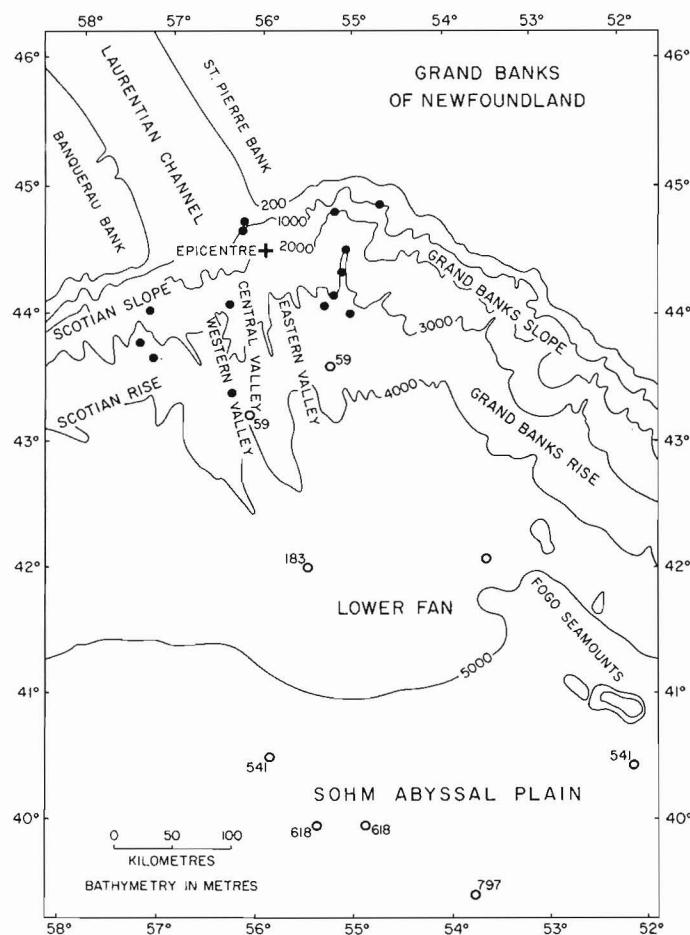 58° 57° 56° 55° 54° 53° 52°
46° 46°
GRAND BANKS
OF NEWFOUNDLAND
ST. PIERRE BANK
LAURENTIAN CHANNEL
BANQUERAU BANK
45° 45°
200
1000
EPICENTRE 2000
GRAND BANKS SLOPE
SCOTIAN SLOPE
44° 44°
CENTRAL VALLEY
EASTERN VALLEY
WESTERN VALLEY
3000
59
4000
SCOTIAN RISE
59
GRAND BANKS RISE
43° 43°
42° 42°
183
LOWER FAN
FOGO SEAMOUNTS
5000
41° 41°
541
541
SOHM ABYSSAL PLAIN
40° 40°
618 618
0 50 100
KILOMETRES
BATHYMETRY IN METRES
797
58° 57° 56° 55° 54° 53° 52°